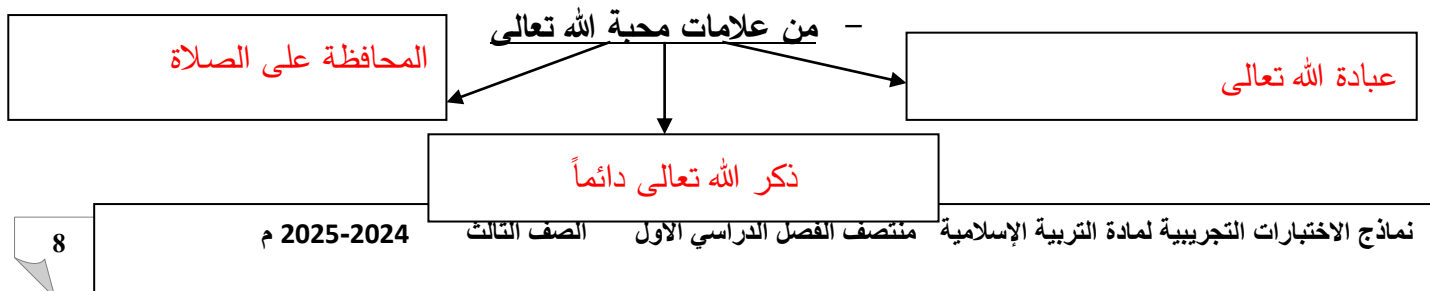 - من علامات محبة الله تعالى
عبادة الله تعالى
المحافظة على الصلاة
ذكر الله تعالى دائماً
نماذج الاختبارات التجريبية لمادة التربية الإسلامية منتصف الفصل الدراسي الأول الصف الثالث 2024-2025 م
8